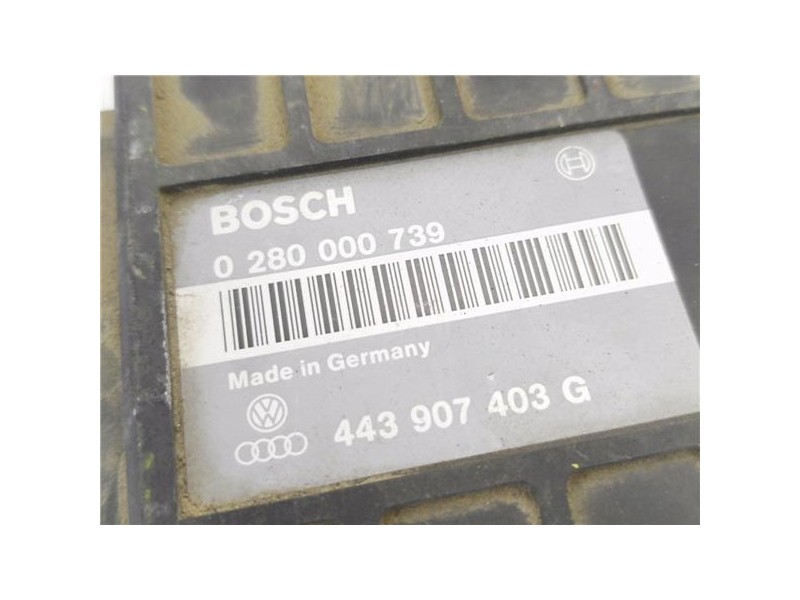 BOSCH
0 280 000 739
Made in Germany
443 907 403 G